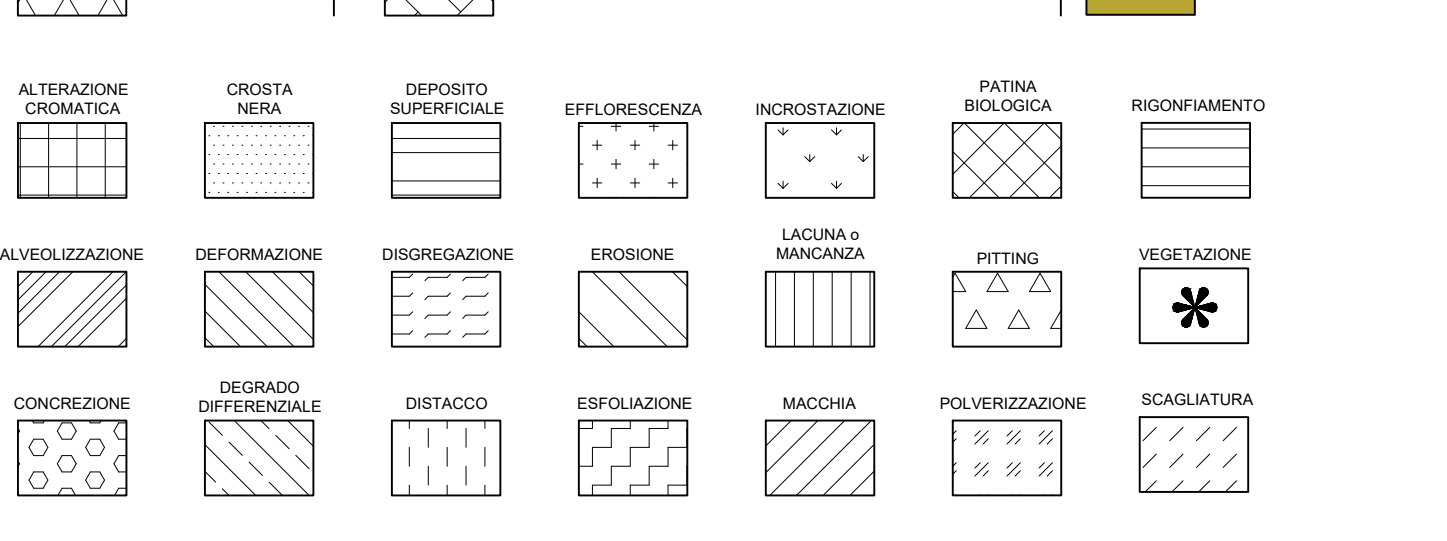 ALTERAZIONE
CROMATICA
CROSTA
NERA
DEPOSITO
SUPERFICIALE
EFFLORESCENZA
INCROSTAZIONE
PATINA
BIOLOGICA
RIGONFIAMENTO
ALVEOLIZZAZIONE
DEFORMAZIONE
DISGREGAZIONE
EROSIONE
LACUNA o
MANCANZA
PITTING
VEGETAZIONE
CONCREZIONE
DEGRADO
DIFFERENZIALE
DISTACCO
ESFOLIAZIONE
MACCHIA
POLVERIZZAZIONE
SCAGLIATURA